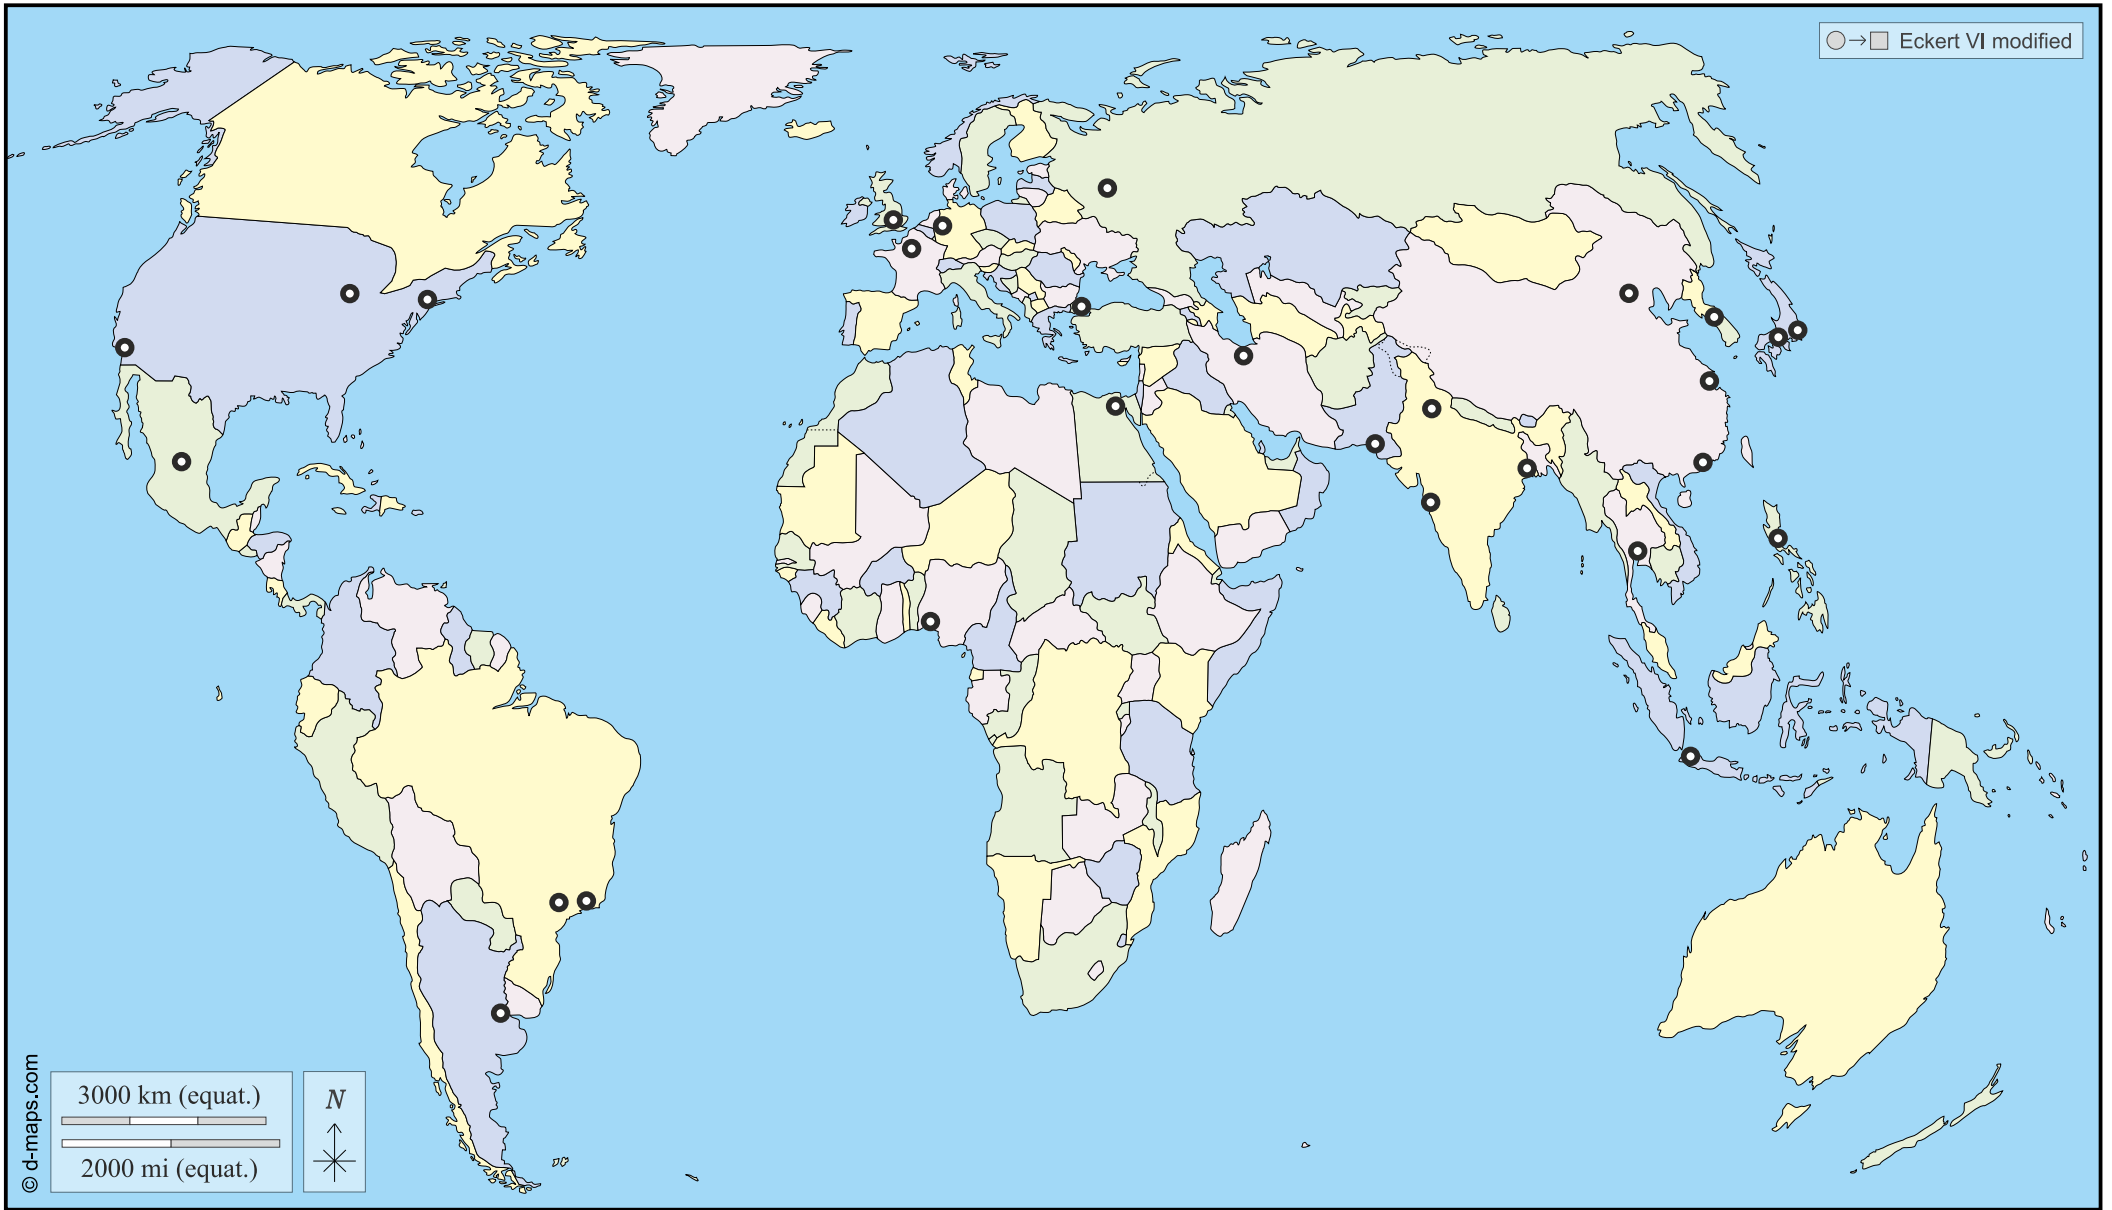 ○→□ Eckert VI modified
© d-maps.com
3000 km (equat.)
2000 mi (equat.)
N